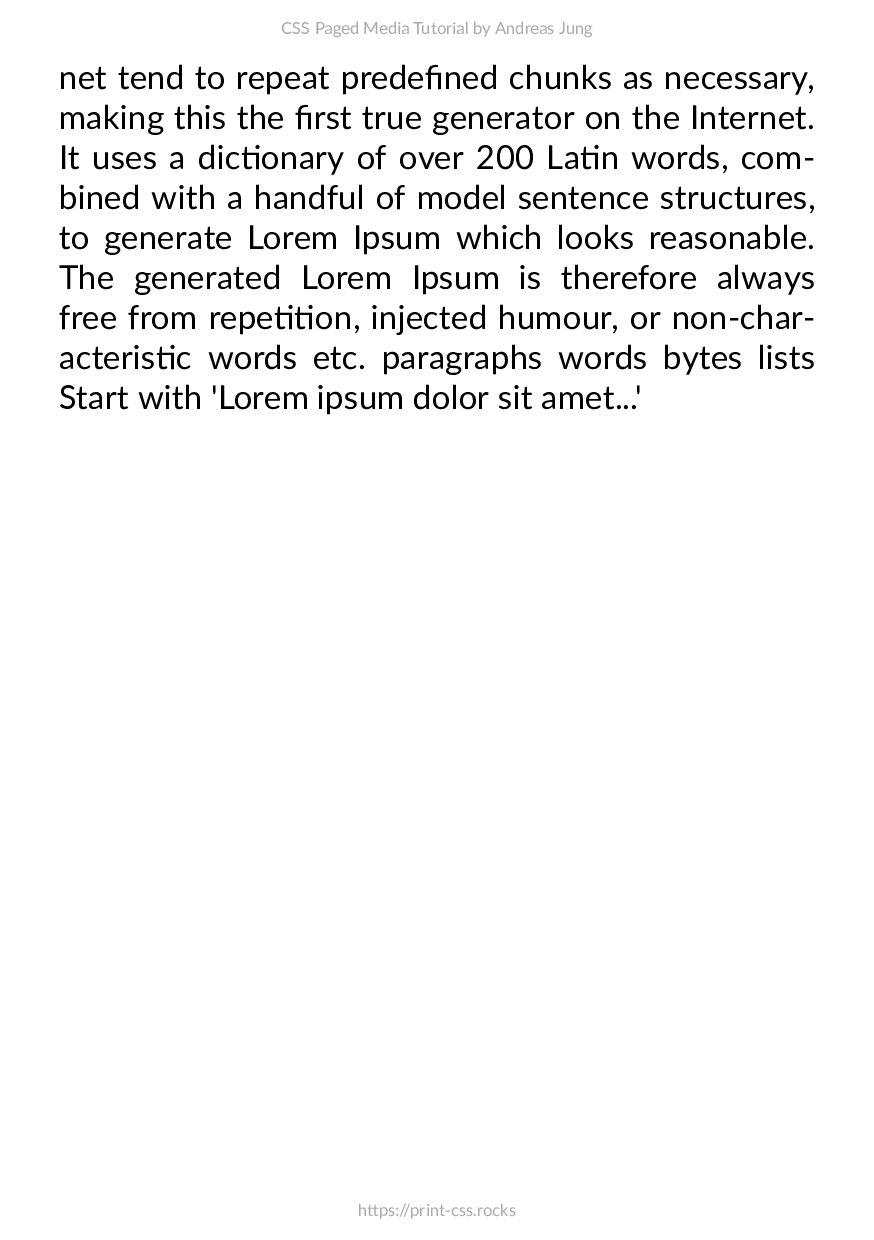 CSS Paged Media Tutorial by Andreas Jung
net tend to repeat predefined chunks as necessary,
making this the first true generator on the Internet.
It uses a dictionary of over 200 Latin words, com-
bined with a handful of model sentence structures,
to generate Lorem Ipsum which looks reasonable.
The generated Lorem Ipsum is therefore always
free from repetition, injected humour, or non-char-
acteristic words etc. paragraphs words bytes lists
Start with 'Lorem ipsum dolor sit amet...'
https://print-css.rocks